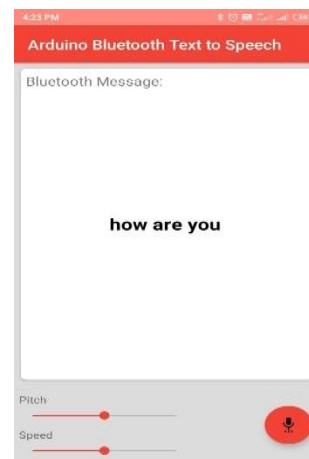 4:23 PM
Arduino Bluetooth Text to Speech
Bluetooth Message:
how are you
Pitch
Speed